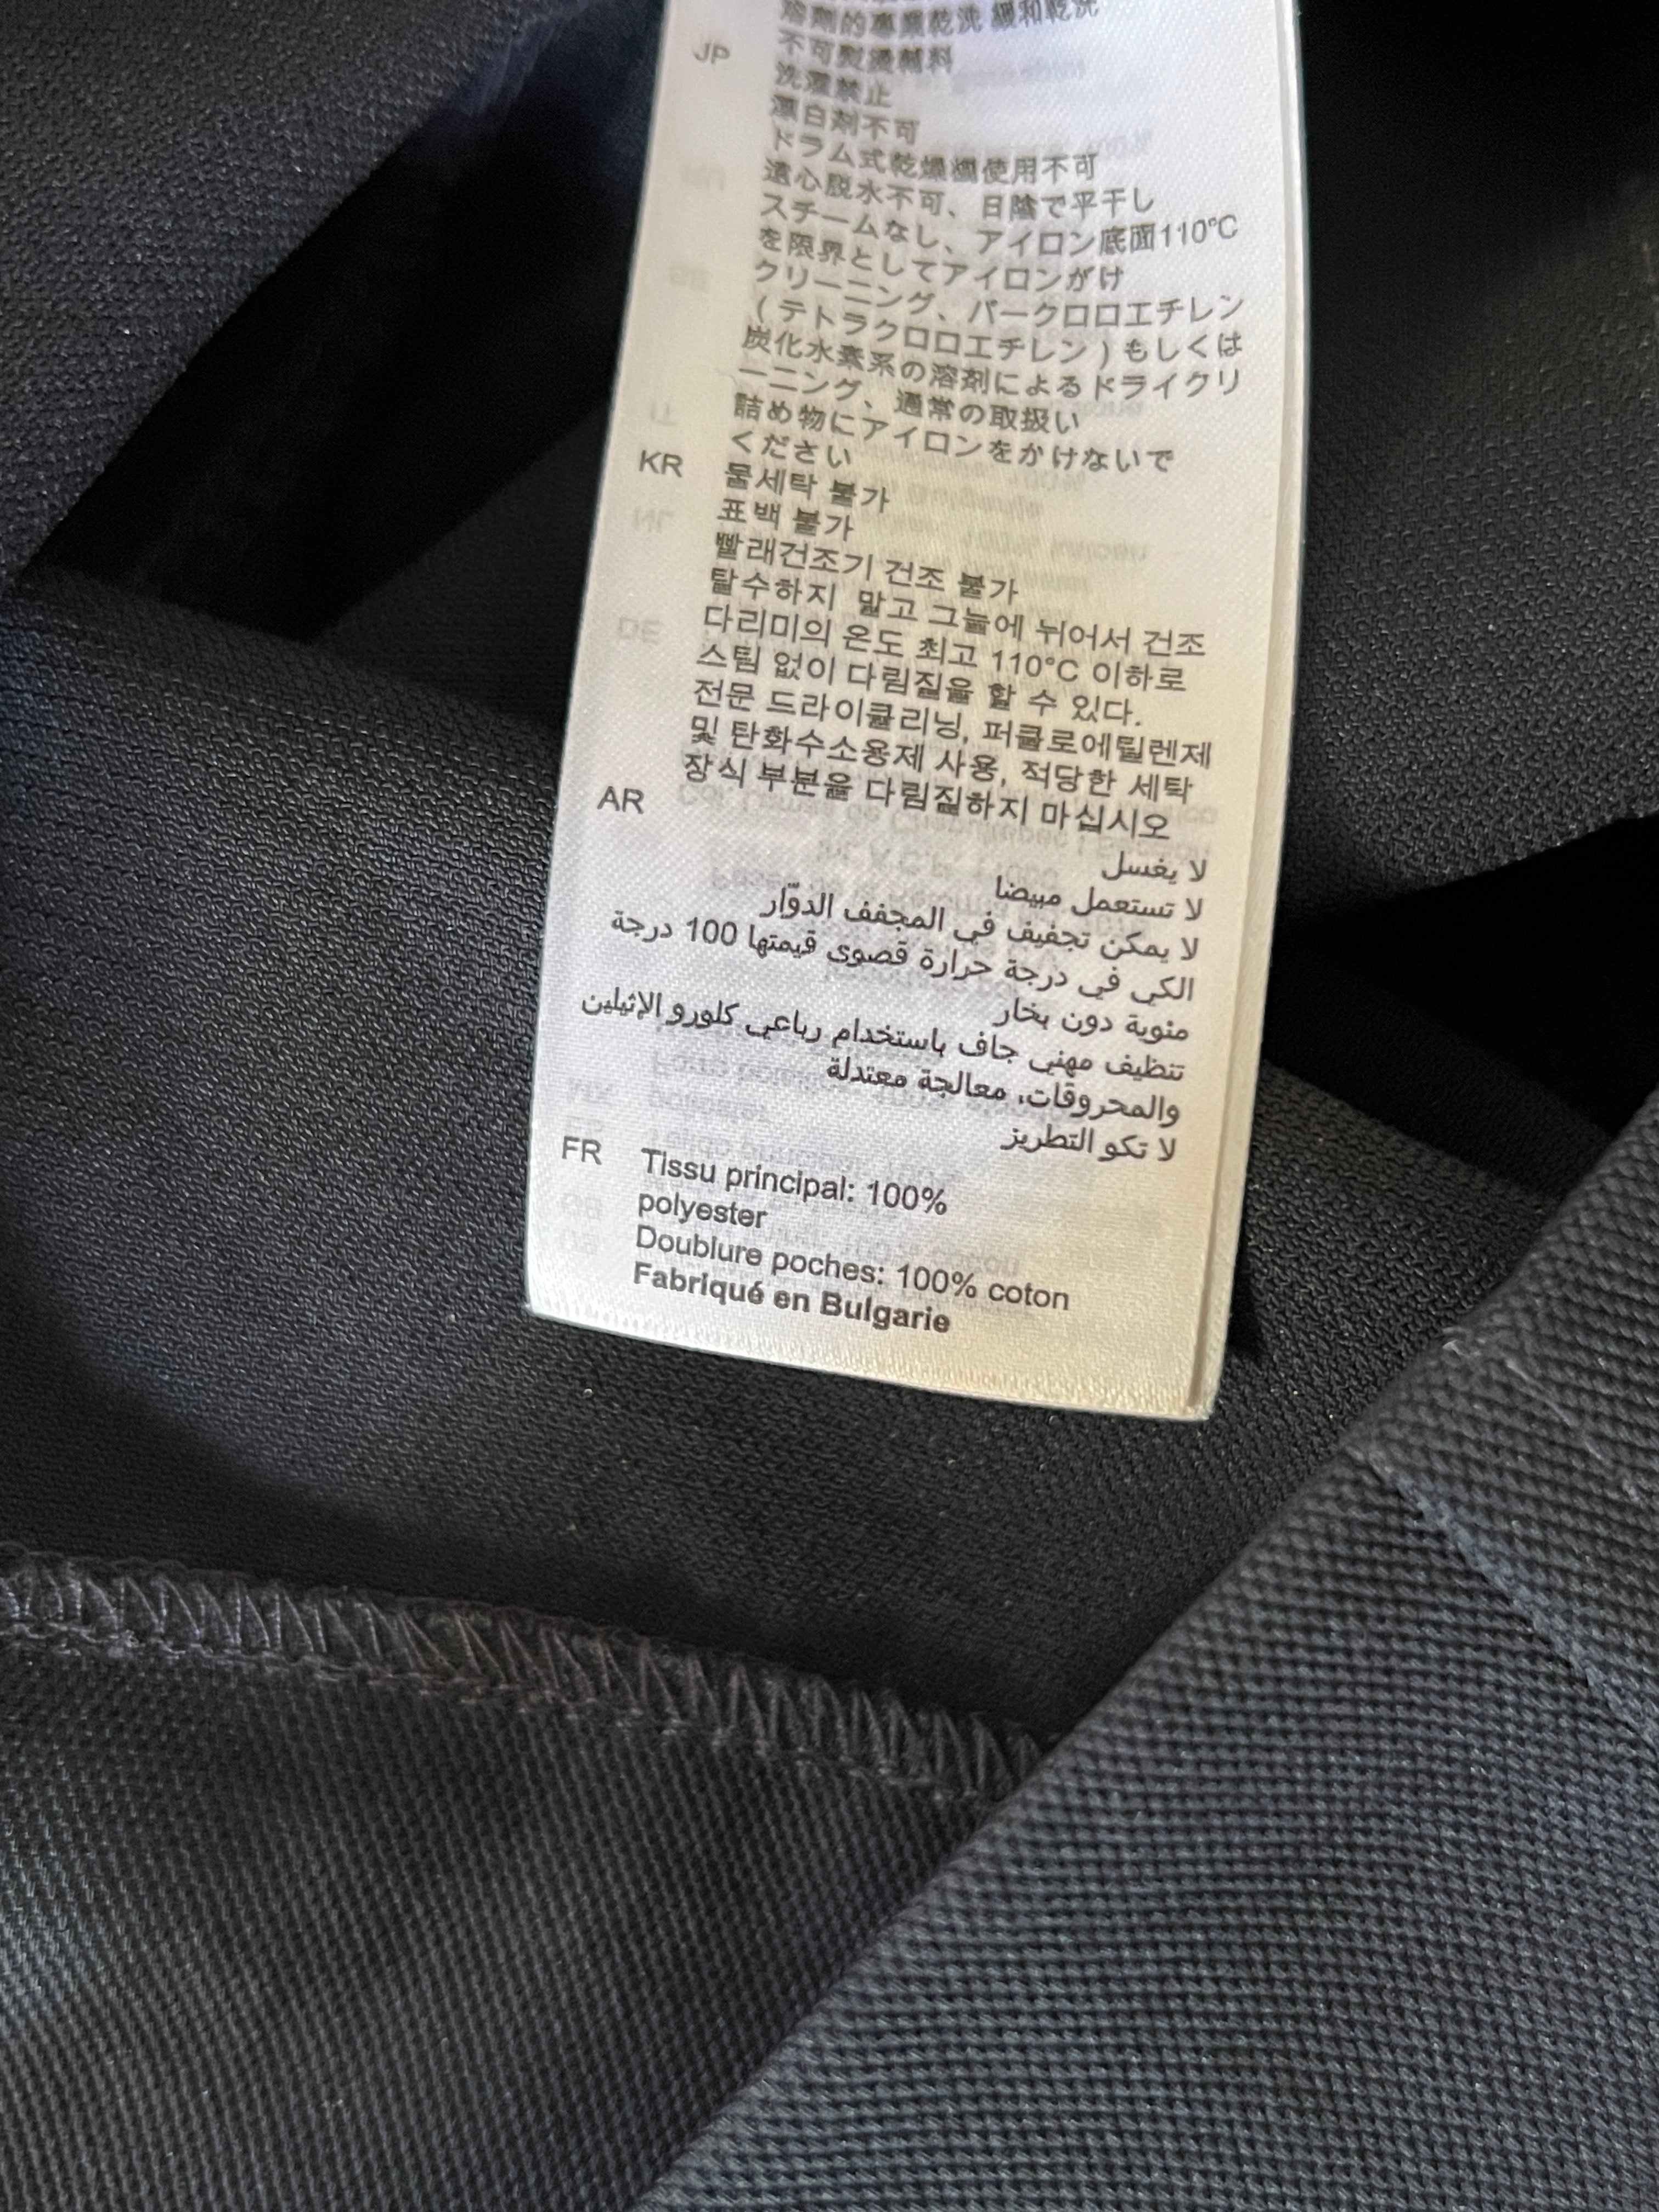 溶劑的專業乾洗 緩和乾洗
不可熨燙輔料
JP 洗濯禁止
漂白剤不可
ドラム式乾燥機使用不可
遠心脱水不可、日陰で平干し
スチームなし、アイロン底面110℃
を限界としてアイロンがけ
クリーニング、パークロロエチレン
(テトラクロロエチレン)もしくは
炭化水素系の溶剤によるドライクリ
ーニング、通常の取扱い
詰め物にアイロンをかけないで
ください
KR 물세탁 불가
표백 불가
빨래건조기 건조 불가
탈수하지 말고 그늘에 뉘어서 건조
다리미의 온도 최고 110°C 이하로
스팀 없이 다림질을 할 수 있다.
전문 드라이클리닝, 퍼클로에틸렌제
및 탄화수소용제 사용, 적당한 세탁
장식 부분을 다림질하지 마십시오
AR
لا يغسل
لا تستعمل مبيضا
لا يمكن تجفيف في المجفف الدوّار
الكي في درجة حرارة قصوى قيمتها 100 درجة
مئوية دون بخار
تنظيف مهني جاف باستخدام رباعي كلورو الإثيلين
والمحروقات، معالجة معتدلة
لا تكو التطريز
FR Tissu principal: 100%
polyester
Doublure poches: 100% coton
Fabriqué en Bulgarie